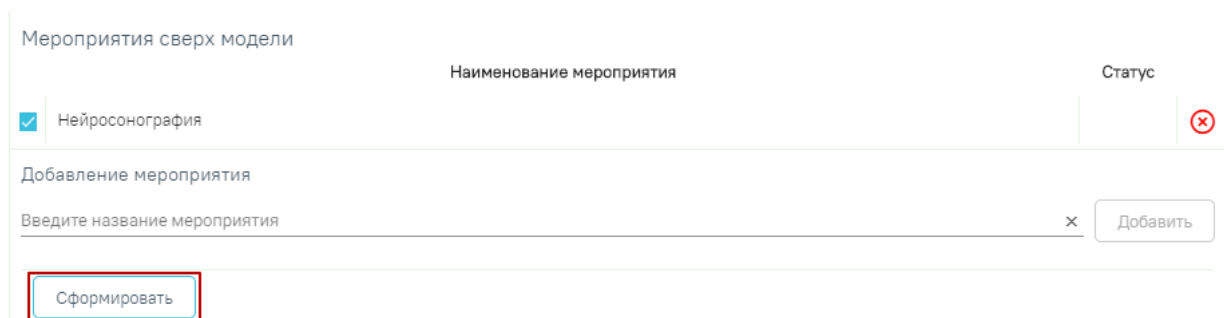 Мероприятия сверх модели
Наименование мероприятия Статус
Нейросонография
Добавление мероприятия
Введите название мероприятия Добавить
Сформировать